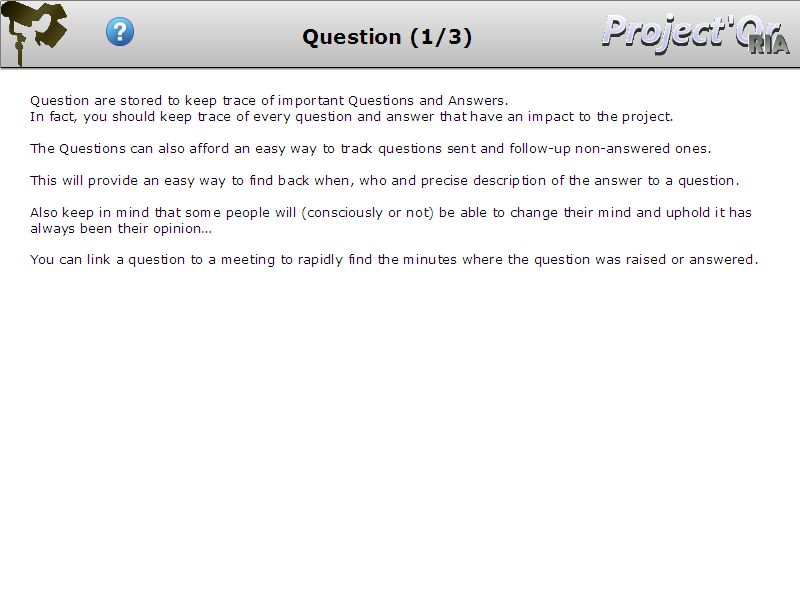 Question (1/3)
Project'Or
RIA
?
Question are stored to keep trace of important Questions and Answers.
In fact, you should keep trace of every question and answer that have an impact to the project.
The Questions can also afford an easy way to track questions sent and follow-up non-answered ones.
This will provide an easy way to find back when, who and precise description of the answer to a question.
Also keep in mind that some people will (consciously or not) be able to change their mind and uphold it has
always been their opinion...
You can link a question to a meeting to rapidly find the minutes where the question was raised or answered.